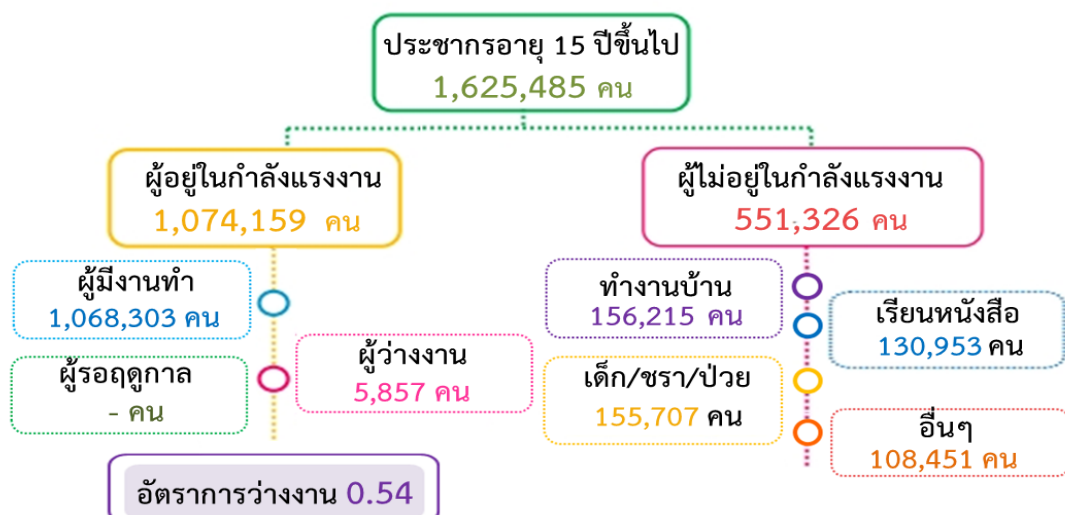 ประชากรอายุ 15 ปีขึ้นไป
1,625,485 คน
ผู้อยู่ในกำลังแรงงาน
1,074,159 คน
ผู้ไม่อยู่ในกำลังแรงงาน
551,326 คน
ผู้มีงานทำ
1,068,303 คน
ผู้ว่างงาน
5,857 คน
ผู้รอฤดูกาล
- คน
อัตราการว่างงาน 0.54
ทำงานบ้าน
156,215 คน
เรียนหนังสือ
130,953 คน
เด็ก/ชรา/ป่วย
155,707 คน
อื่นๆ
108,451 คน